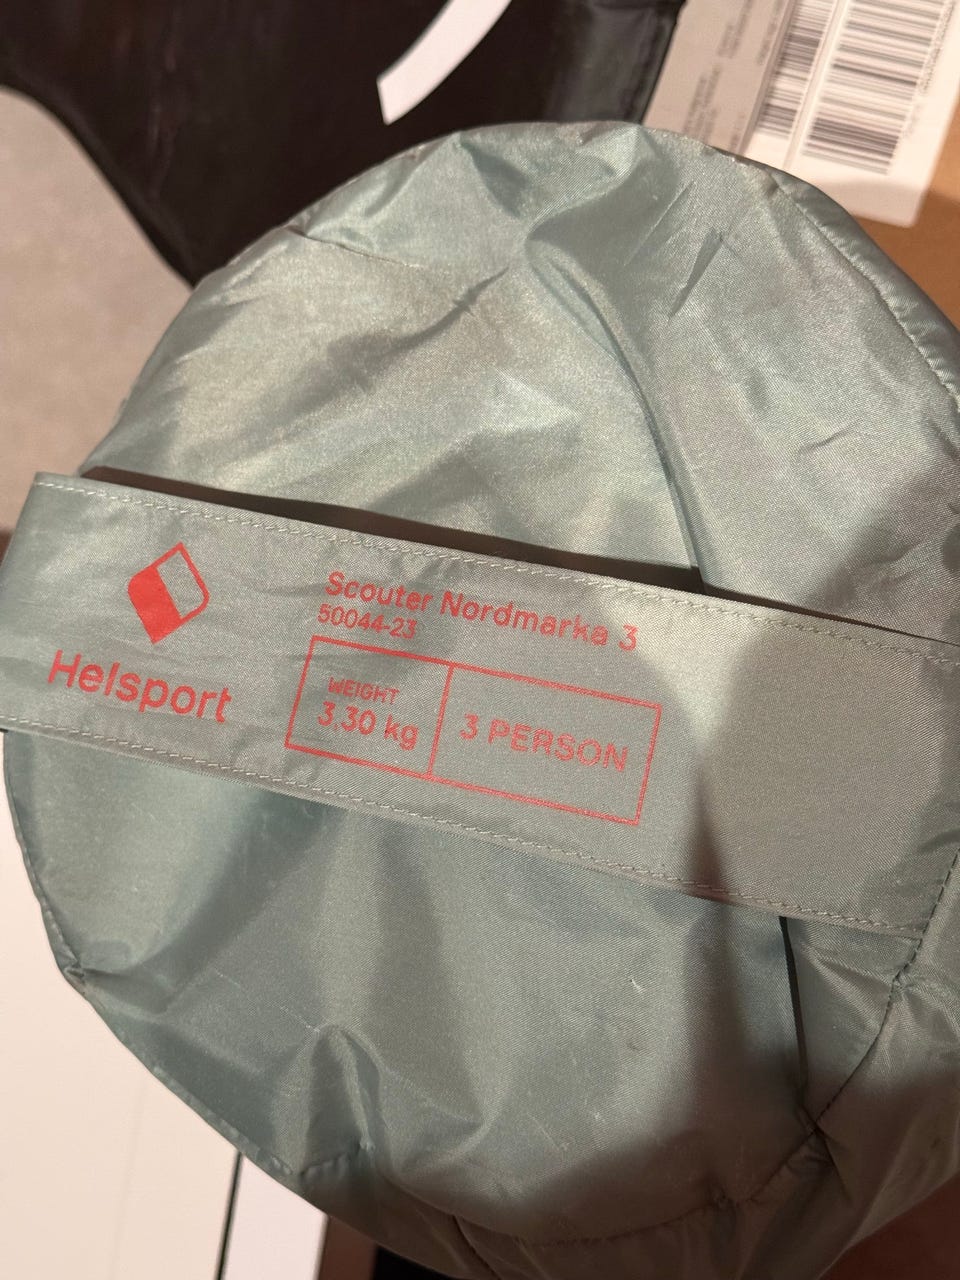 Helsport
Scouter Nordmarka 3
50044-23
WEIGHT
3,30 kg
3 PERSON